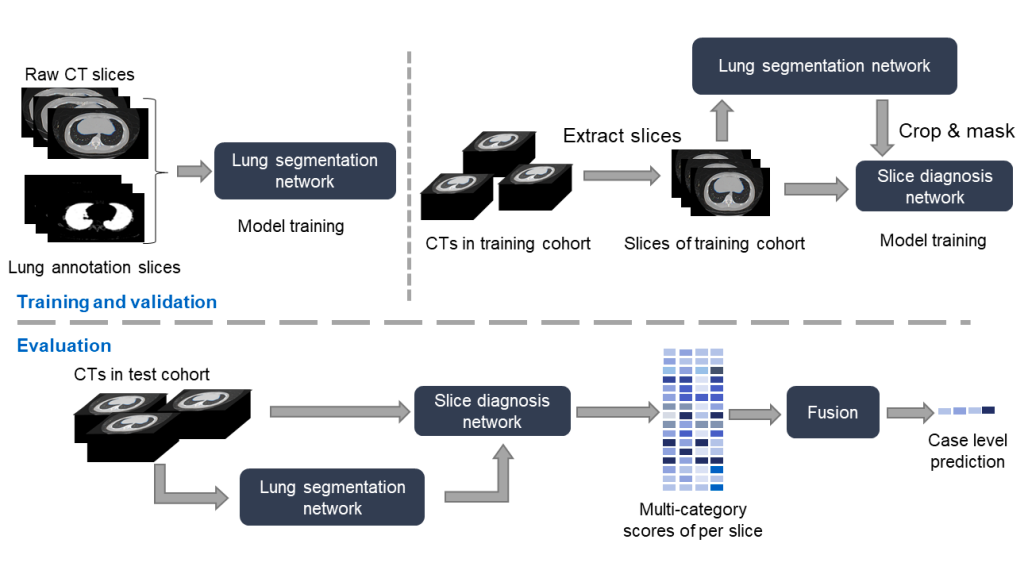 Raw CT slices
Lung annotation slices
Lung segmentation
network
Model training
Training and validation
CTs in training cohort
Extract slices
Slices of training cohort
Lung segmentation network
Crop & mask
Slice diagnosis
network
Model training
Evaluation
CTs in test cohort
Lung segmentation
network
Slice diagnosis
network
Multi-category
scores of per slice
Fusion
Case level
prediction